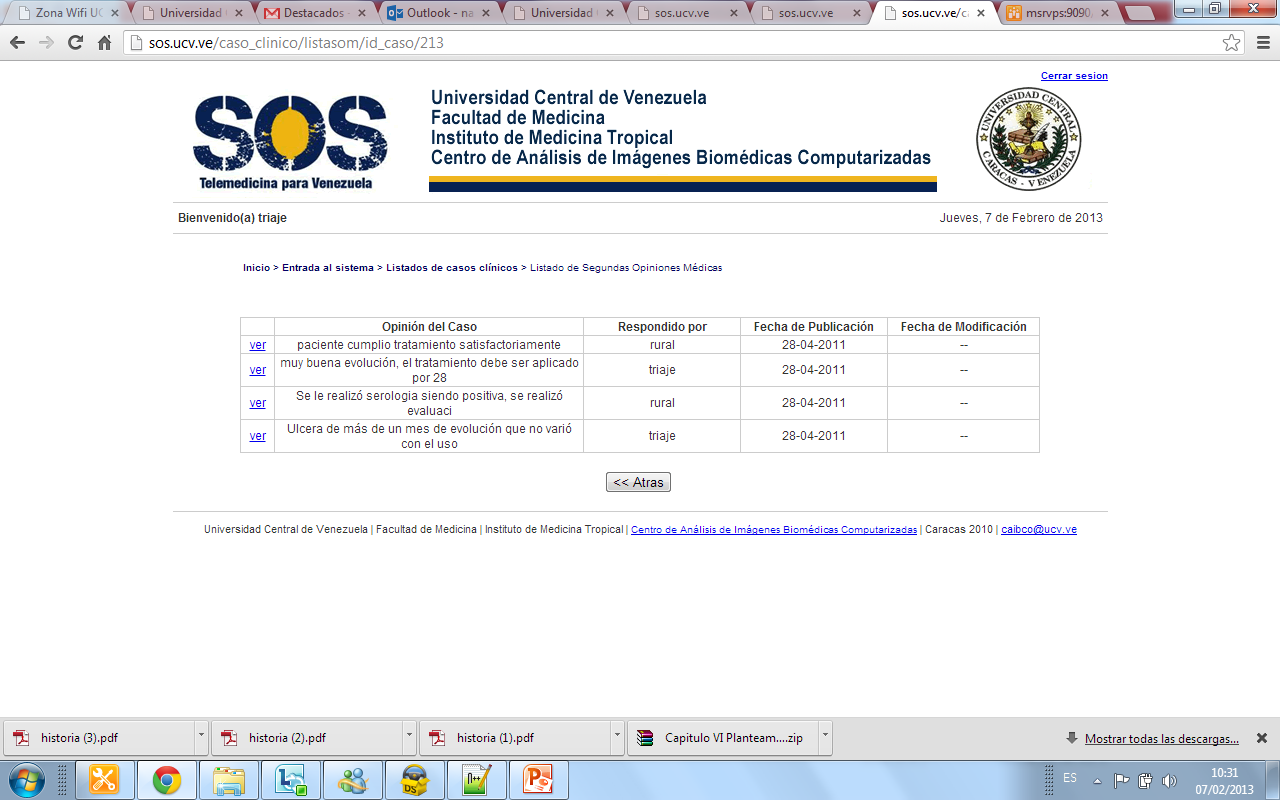 Zona Wifi UC
Universidad
Destacados
Outlook - na
Universidad
sos.ucv.ve
sos.ucv.ve
sos.ucv.ve/ca
msrvps:9090
sos.ucv.ve/caso_clinico/listasom/id_caso/213
Cerrar sesion
SOS
Telemedicina para Venezuela
Universidad Central de Venezuela
Facultad de Medicina
Instituto de Medicina Tropical
Centro de Análisis de Imágenes Biomédicas Computarizadas
UNIVERSIDAD CENTRAL
CARACAS - VENEZUELA
Bienvenido(a) triaje
Jueves, 7 de Febrero de 2013
Inicio > Entrada al sistema > Listados de casos clínicos > Listado de Segundas Opiniones Médicas
Opinión del Caso Respondido por Fecha de Publicación Fecha de Modificación
ver paciente cumplio tratamiento satisfactoriamente rural 28-04-2011 --
ver muy buena evolución, el tratamiento debe ser aplicado
por 28 triaje 28-04-2011 --
ver Se le realizó serologia siendo positiva, se realizó
evaluaci rural 28-04-2011 --
ver Ulcera de más de un mes de evolución que no varió
con el uso triaje 28-04-2011 --
<< Atras
Universidad Central de Venezuela | Facultad de Medicina | Instituto de Medicina Tropical | Centro de Análisis de Imágenes Biomédicas Computarizadas | Caracas 2010 | caibco@ucv.ve
historia (3).pdf
historia (2).pdf
historia (1).pdf
Capitulo VI Planteam....zip
Mostrar todas las descargas...
DS
ES
10:31
07/02/2013